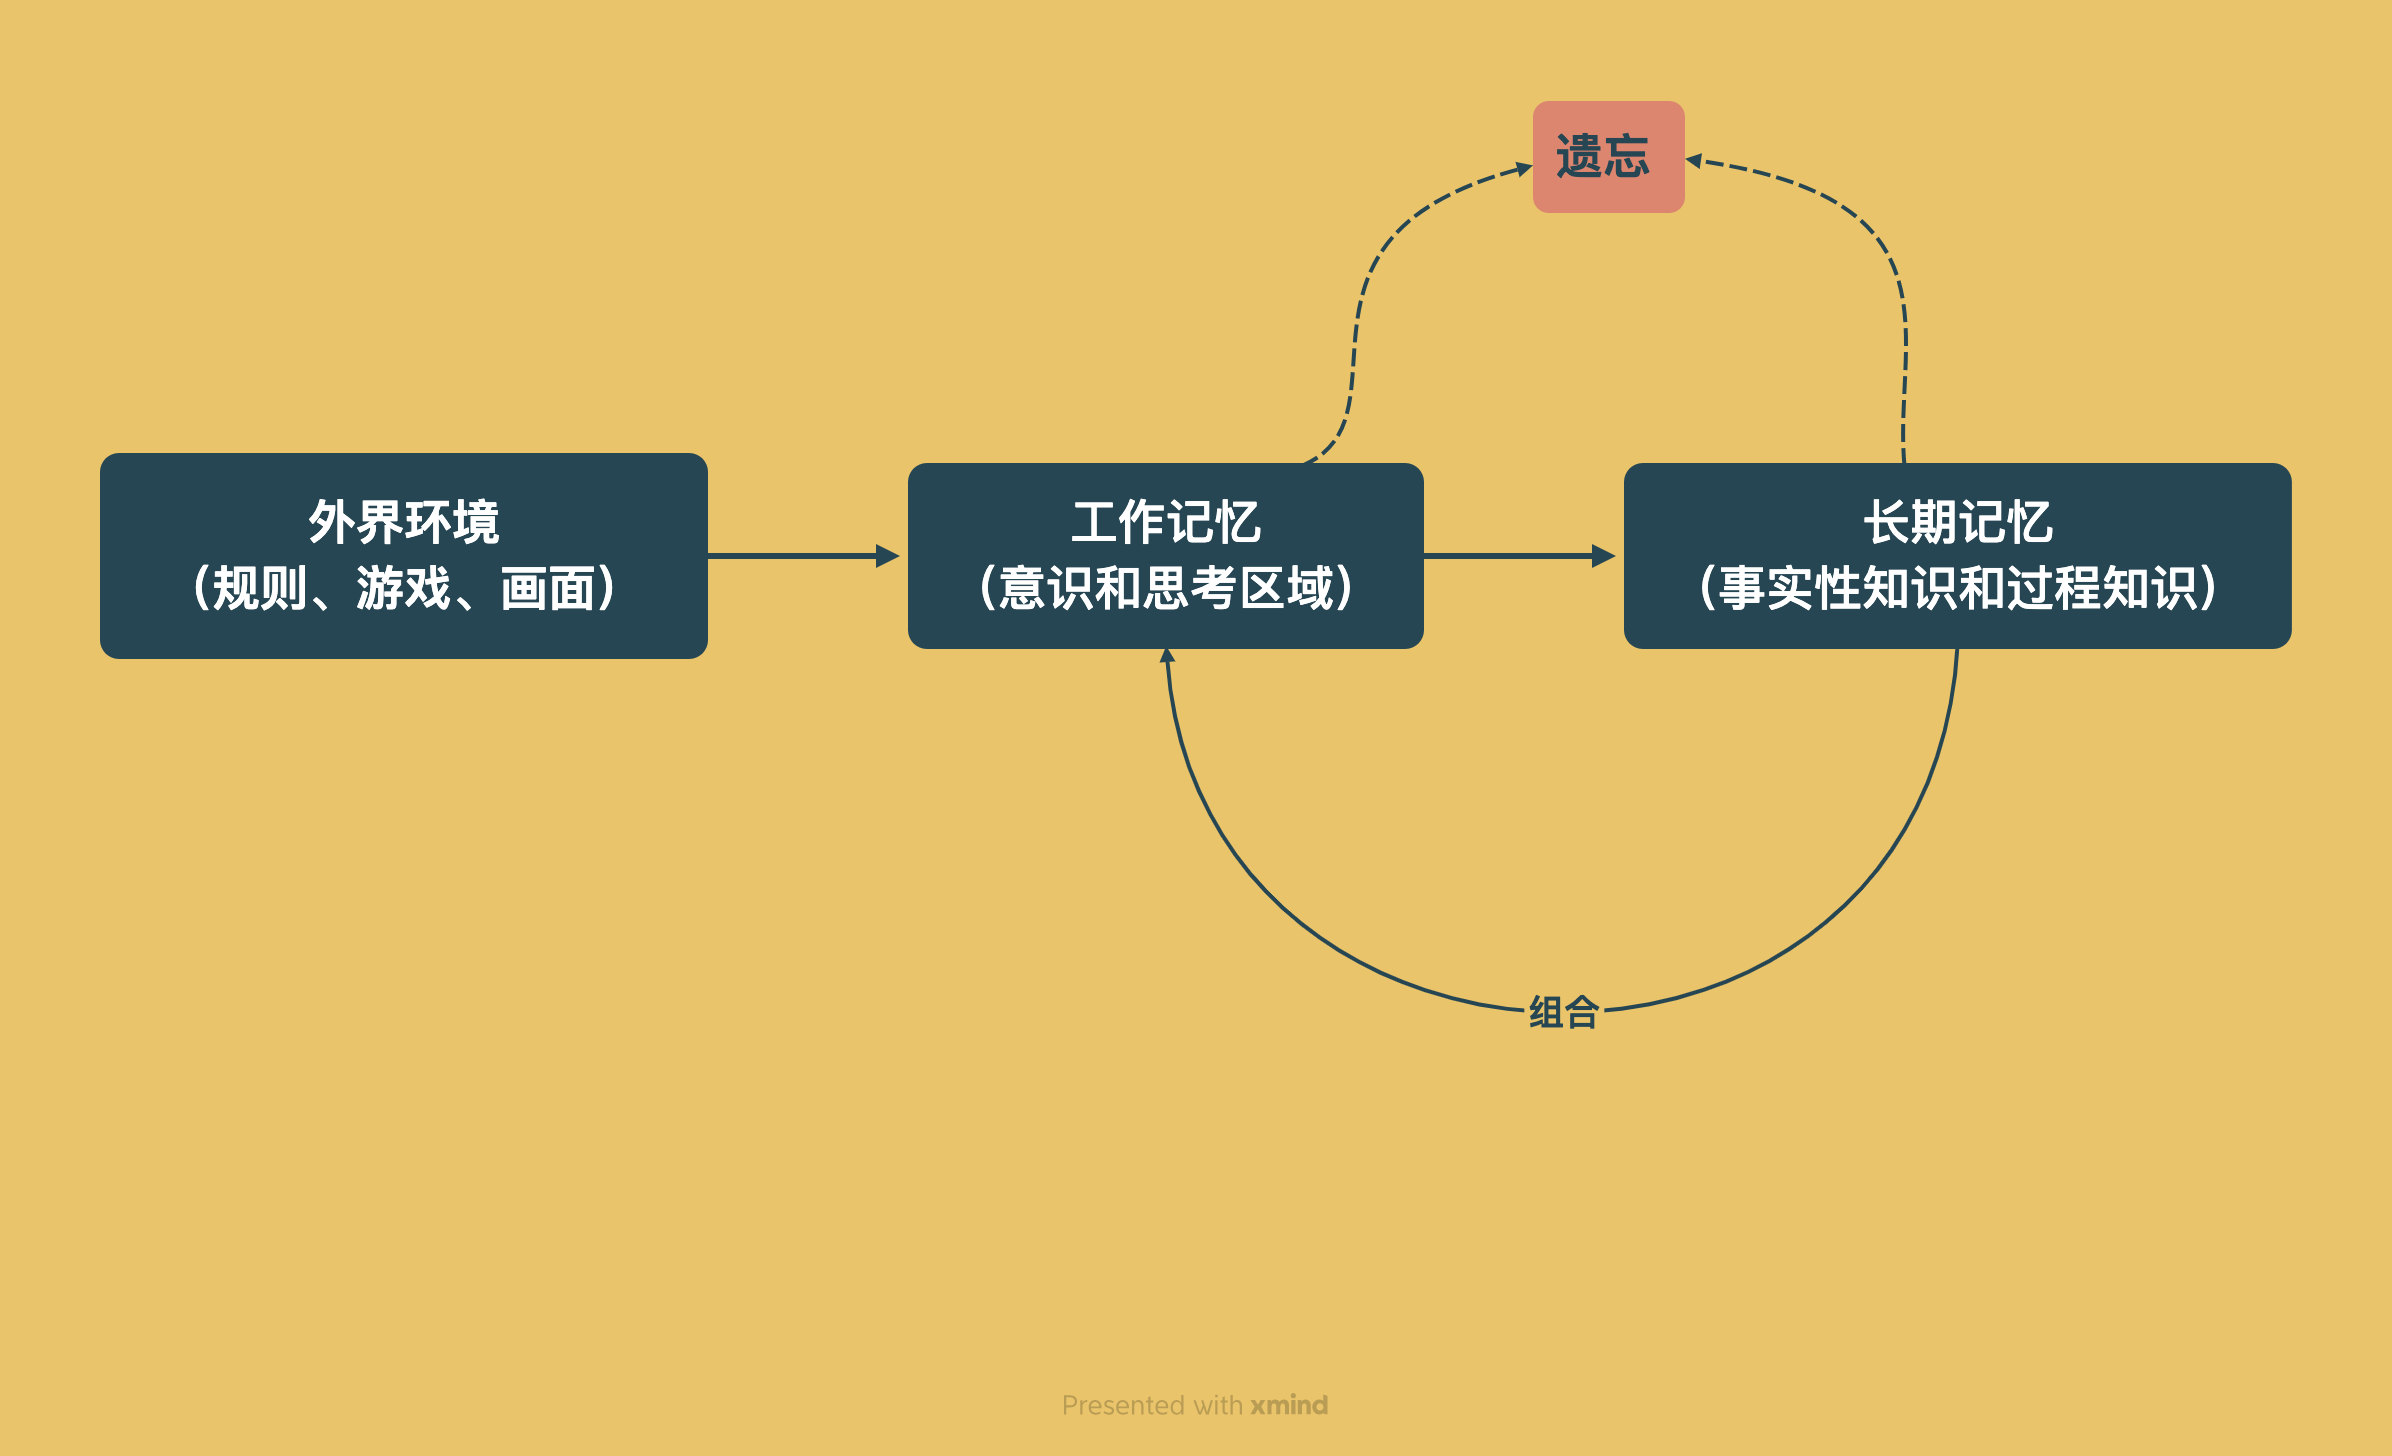 遗忘
外界环境
（规则、游戏、画面）
工作记忆
（意识和思考区域）
长期记忆
（事实性知识和过程知识）
组合
Presented with xmind